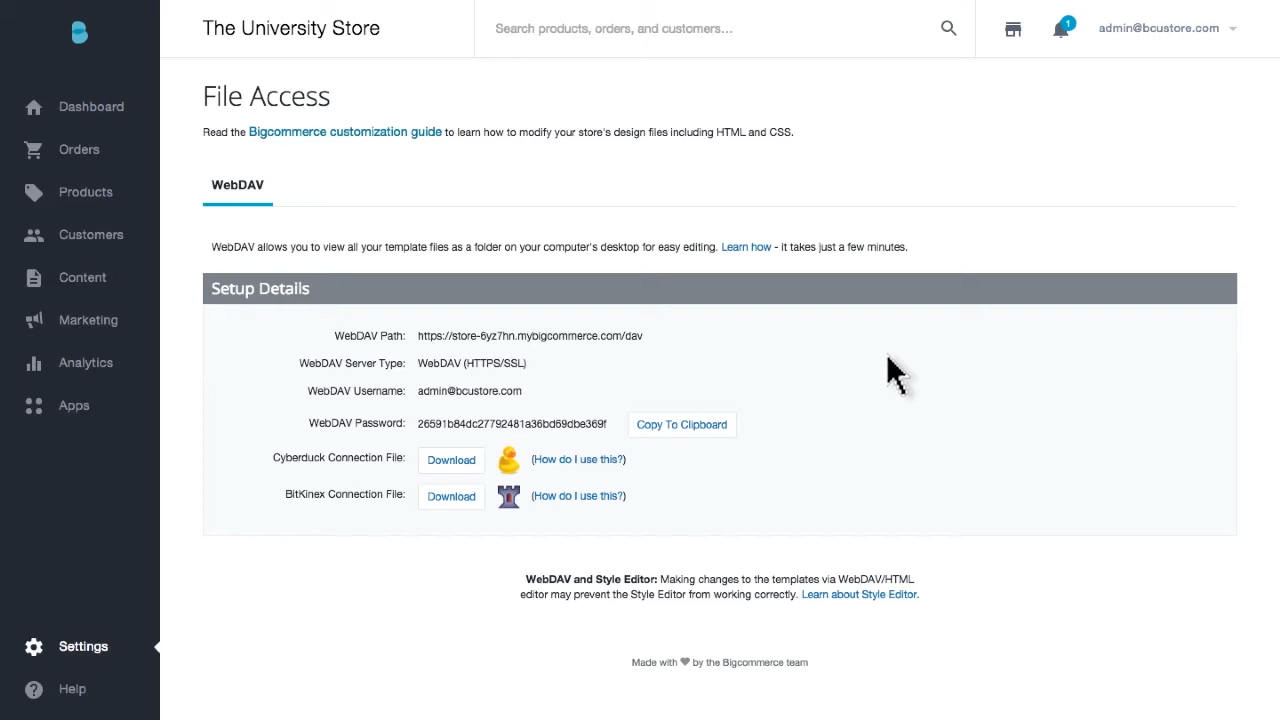 The University Store
Search products, orders, and customers...
1
admin@bcustore.com
Dashboard
Orders
Products
Customers
Content
Marketing
Analytics
Apps
Settings
Help
File Access
Read the Bigcommerce customization guide to learn how to modify your store's design files including HTML and CSS.
WebDAV
WebDAV allows you to view all your template files as a folder on your computer's desktop for easy editing. Learn how - it takes just a few minutes.
Setup Details
WebDAV Path: https://store-6yz7hn.mybigcommerce.com/dav
WebDAV Server Type: WebDAV (HTTPS/SSL)
WebDAV Username: admin@bcustore.com
WebDAV Password: 26591b84dc27792481a36bd69dbe369f Copy To Clipboard
Cyberduck Connection File: Download (How do I use this?)
BitKinex Connection File: Download (How do I use this?)
WebDAV and Style Editor: Making changes to the templates via WebDAV/HTML
editor may prevent the Style Editor from working correctly. Learn about Style Editor.
Made with ♥ by the Bigcommerce team